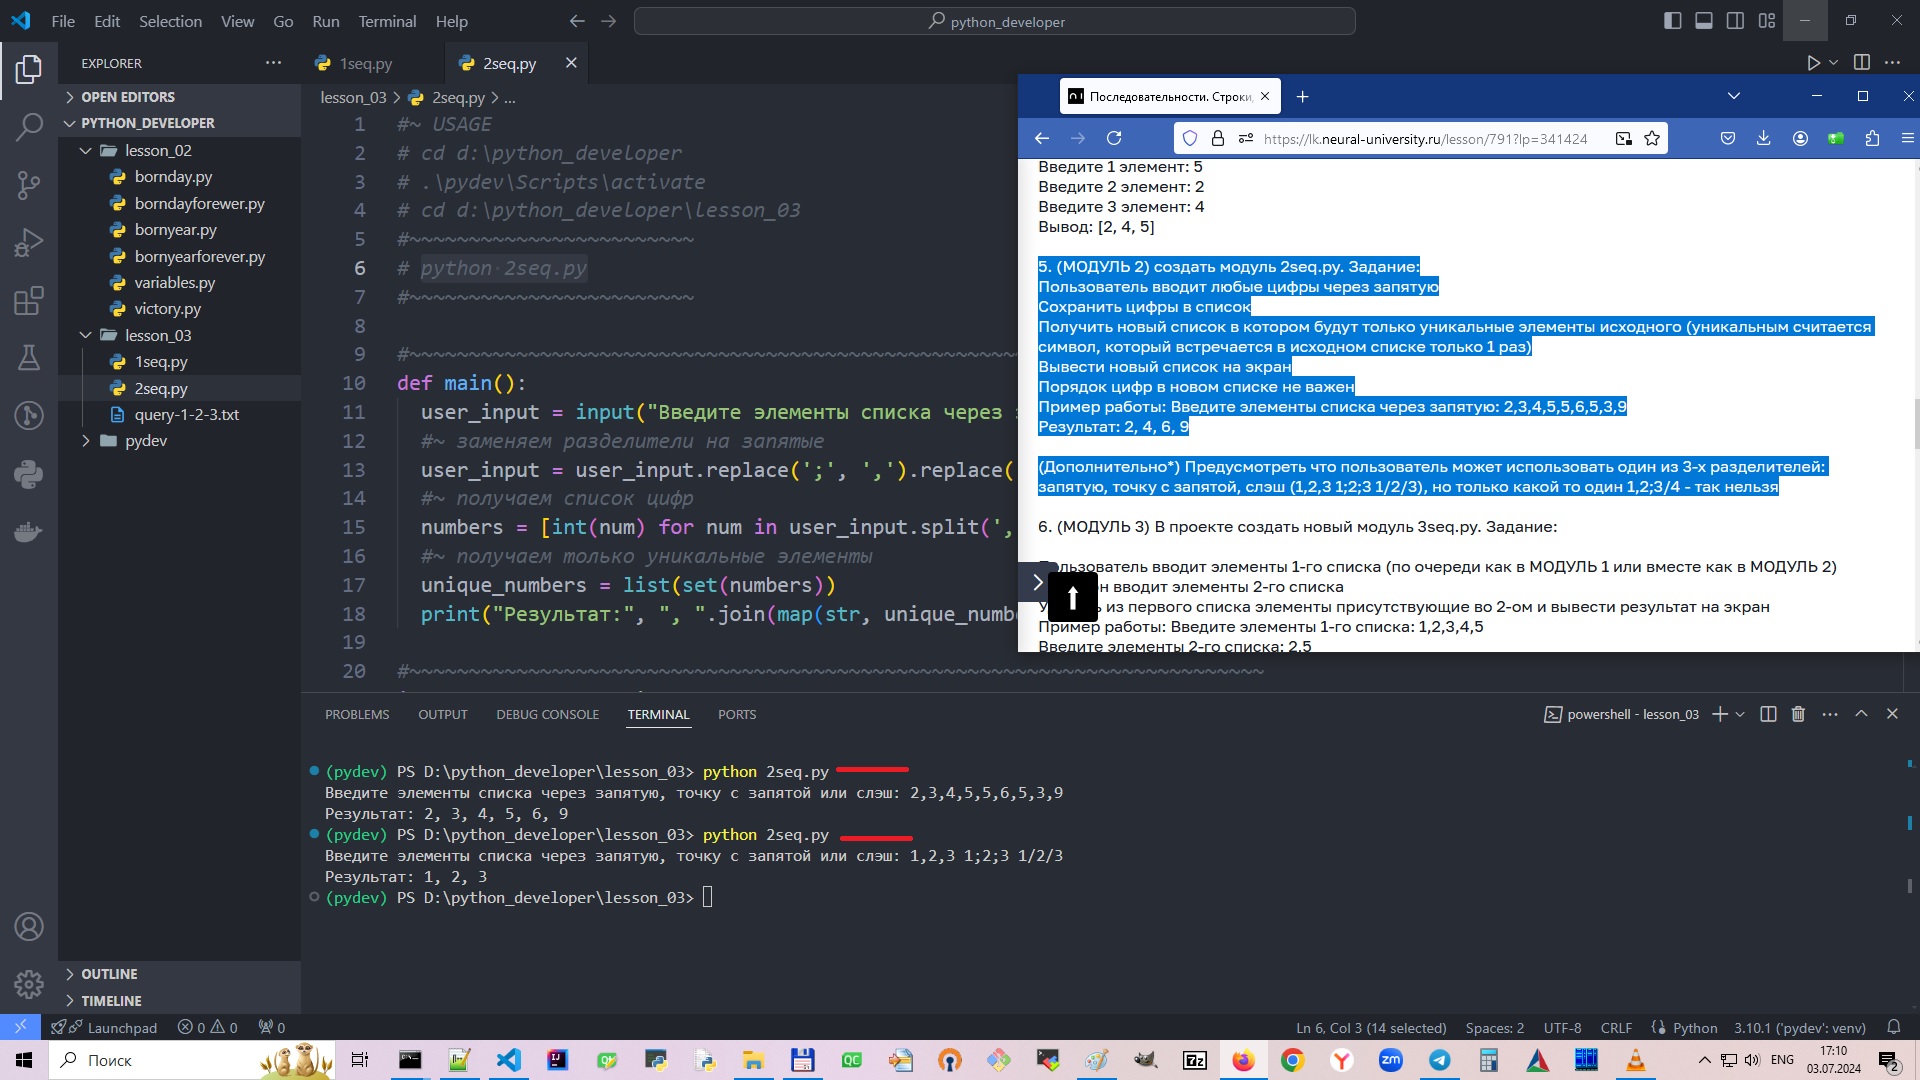 File Edit Selection View Go Run Terminal Help
python_developer
EXPLORER
OPEN EDITORS
PYTHON_DEVELOPER
lesson_02
bornday.py
borndayforewer.py
bornyear.py
bornyearforever.py
variables.py
victory.py
lesson_03
1seq.py
2seq.py
query-1-2-3.txt
pydev
OUTLINE
TIMELINE
1seq.py
2seq.py
lesson_03 > 2seq.py > ...
1 #~ USAGE
2 # cd d:\python_developer
3 # .\pydev\Scripts\activate
4 # cd d:\python_developer\lesson_03
5 #~~~~~~~~~~~~~~~~~~~~~~~~
6 # python 2seq.py
7 #~~~~~~~~~~~~~~~~~~~~~~~~
8
9 #~~~~~~~~~~~~~~~~~~~~~~~~~~~~~~~~~~~~~~~~~~~~~~~~~~~~
10 def main():
11 user_input = input("Введите элементы списка через
12 #~ заменяем разделители на запятые
13 user_input = user_input.replace(';', ',').replace(
14 #~ получаем список цифр
15 numbers = [int(num) for num in user_input.split(',
16 #~ получаем только уникальные элементы
17 unique_numbers = list(set(numbers))
18 print("Результат:", ", ".join(map(str, unique_numb
19
20 #~~~~~~~~~~~~~~~~~~~~~~~~~~~~~~~~~~~~~~~~~~~~~~~~~~~~~~~~~~~~~~~~~~~~~~~~
Последовательности. Строки,
https://lk.neural-university.ru/lesson/791?lp=341424
Введите 1 элемент: 5
Введите 2 элемент: 2
Введите 3 элемент: 4
Вывод: [2, 4, 5]
5. (МОДУЛЬ 2) создать модуль 2seq.py. Задание:
Пользователь вводит любые цифры через запятую
Сохранить цифры в список
Получить новый список в котором будут только уникальные элементы исходного (уникальным считается
символ, который встречается в исходном списке только 1 раз)
Вывести новый список на экран
Порядок цифр в новом списке не важен
Пример работы: Введите элементы списка через запятую: 2,3,4,5,5,6,5,3,9
Результат: 2, 4, 6, 9
(Дополнительно*) Предусмотреть что пользователь может использовать один из 3-х разделителей:
запятую, точку с запятой, слэш (1,2,3 1;2;3 1/2/3), но только какой то один 1,2;3/4 - так нельзя
6. (МОДУЛЬ 3) В проекте создать новый модуль 3seq.py. Задание:
Пользователь вводит элементы 1-го списка (по очереди как в МОДУЛЬ 1 или вместе как в МОДУЛЬ 2)
н вводит элементы 2-го списка
из первого списка элементы присутствующие во 2-ом и вывести результат на экран
Пример работы: Введите элементы 1-го списка: 1,2,3,4,5
Введите элементы 2-го списка: 2,5
PROBLEMS OUTPUT DEBUG CONSOLE TERMINAL PORTS
powershell - lesson_03
(pydev) PS D:\python_developer\lesson_03> python 2seq.py
Введите элементы списка через запятую, точку с запятой или слэш: 2,3,4,5,5,6,5,3,9
Результат: 2, 3, 4, 5, 6, 9
(pydev) PS D:\python_developer\lesson_03> python 2seq.py
Введите элементы списка через запятую, точку с запятой или слэш: 1,2,3 1;2;3 1/2/3
Результат: 1, 2, 3
(pydev) PS D:\python_developer\lesson_03>
Launchpad 0 0 0
Ln 6, Col 3 (14 selected) Spaces: 2 UTF-8 CRLF Python 3.10.1 ('pydev': venv)
Поиск
QC
7z
zm
ENG
17:10
03.07.2024
2